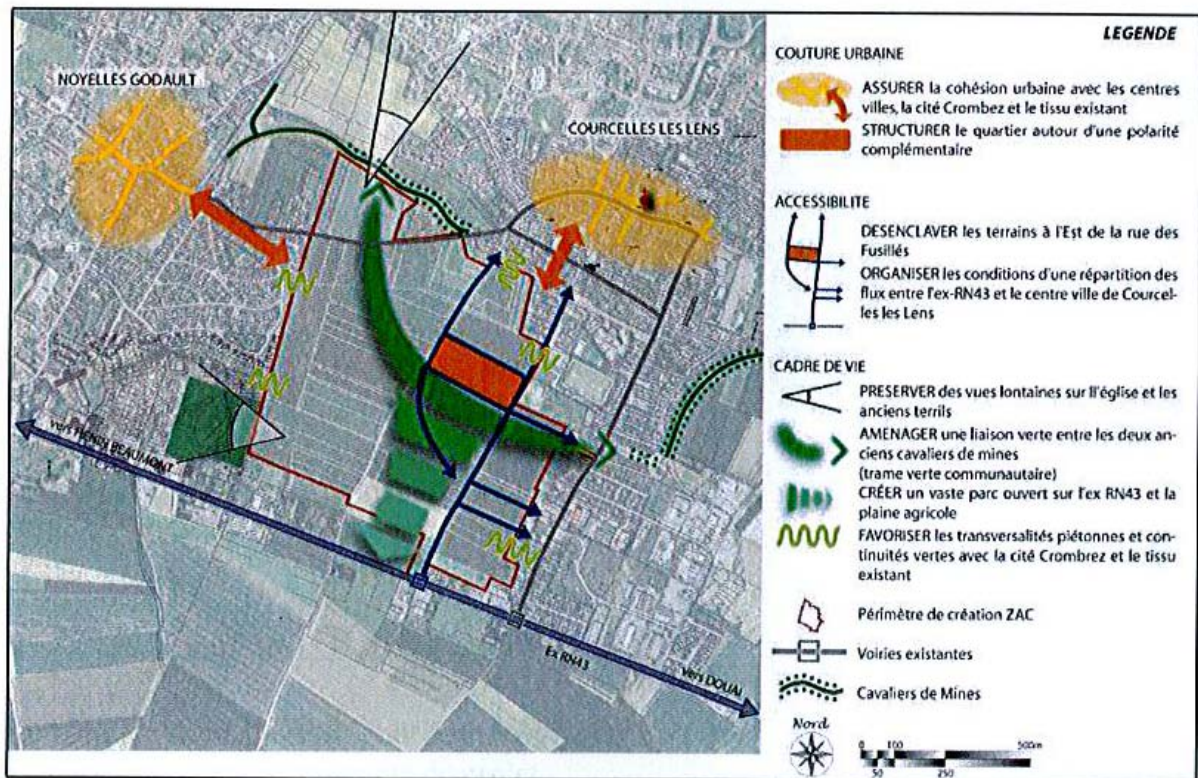 NOYELLES GODAULT
COURCELLES LES LENS
vers HENIN BEAUMONT
Ex RN43
vers DOUAI
LEGENDE
COUTURE URBAINE
ASSURER la cohésion urbaine avec les centres
villes, la cité Crombez et le tissu existant
STRUCTURER le quartier autour d'une polarité
complémentaire
ACCESSIBILITE
DESENCLAVER les terrains à l'Est de la rue des
Fusillés
ORGANISER les conditions d'une répartition des
flux entre l'ex-RN43 et le centre ville de Courcel-
les les Lens
CADRE DE VIE
PRESERVER des vues lontaines sur ll'église et les
anciens terrils
AMENAGER une liaison verte entre les deux an-
ciens cavaliers de mines
(trame verte communautaire)
CRÉER un vaste parc ouvert sur l'ex RN43 et la
plaine agricole
FAVORISER les transversalités piétonnes et con-
tinuités vertes avec la cité Crombrez et le tissu
existant
Périmètre de création ZAC
Voiries existantes
Cavaliers de Mines
Nord
0 100 500m
50 250